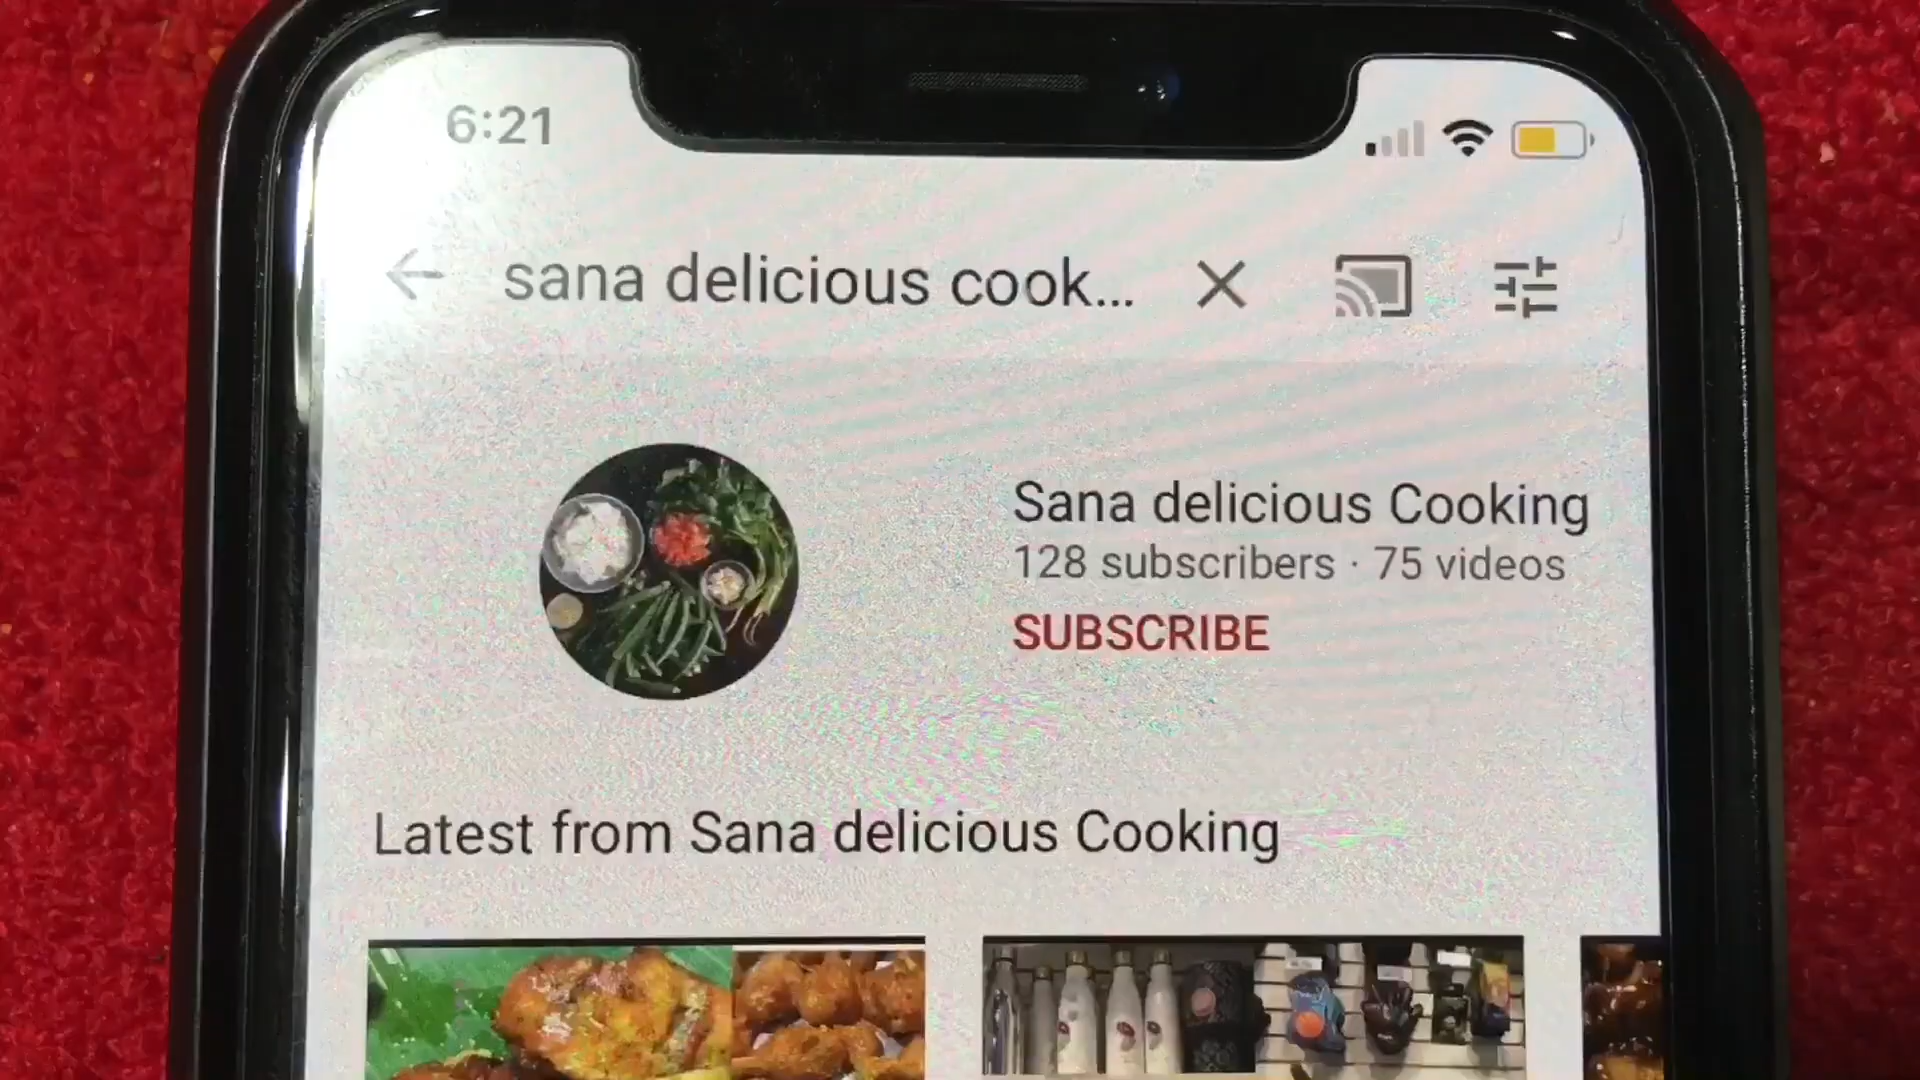 6:21
sana delicious cook...
Sana delicious Cooking
128 subscribers · 75 videos
SUBSCRIBE
Latest from Sana delicious Cooking